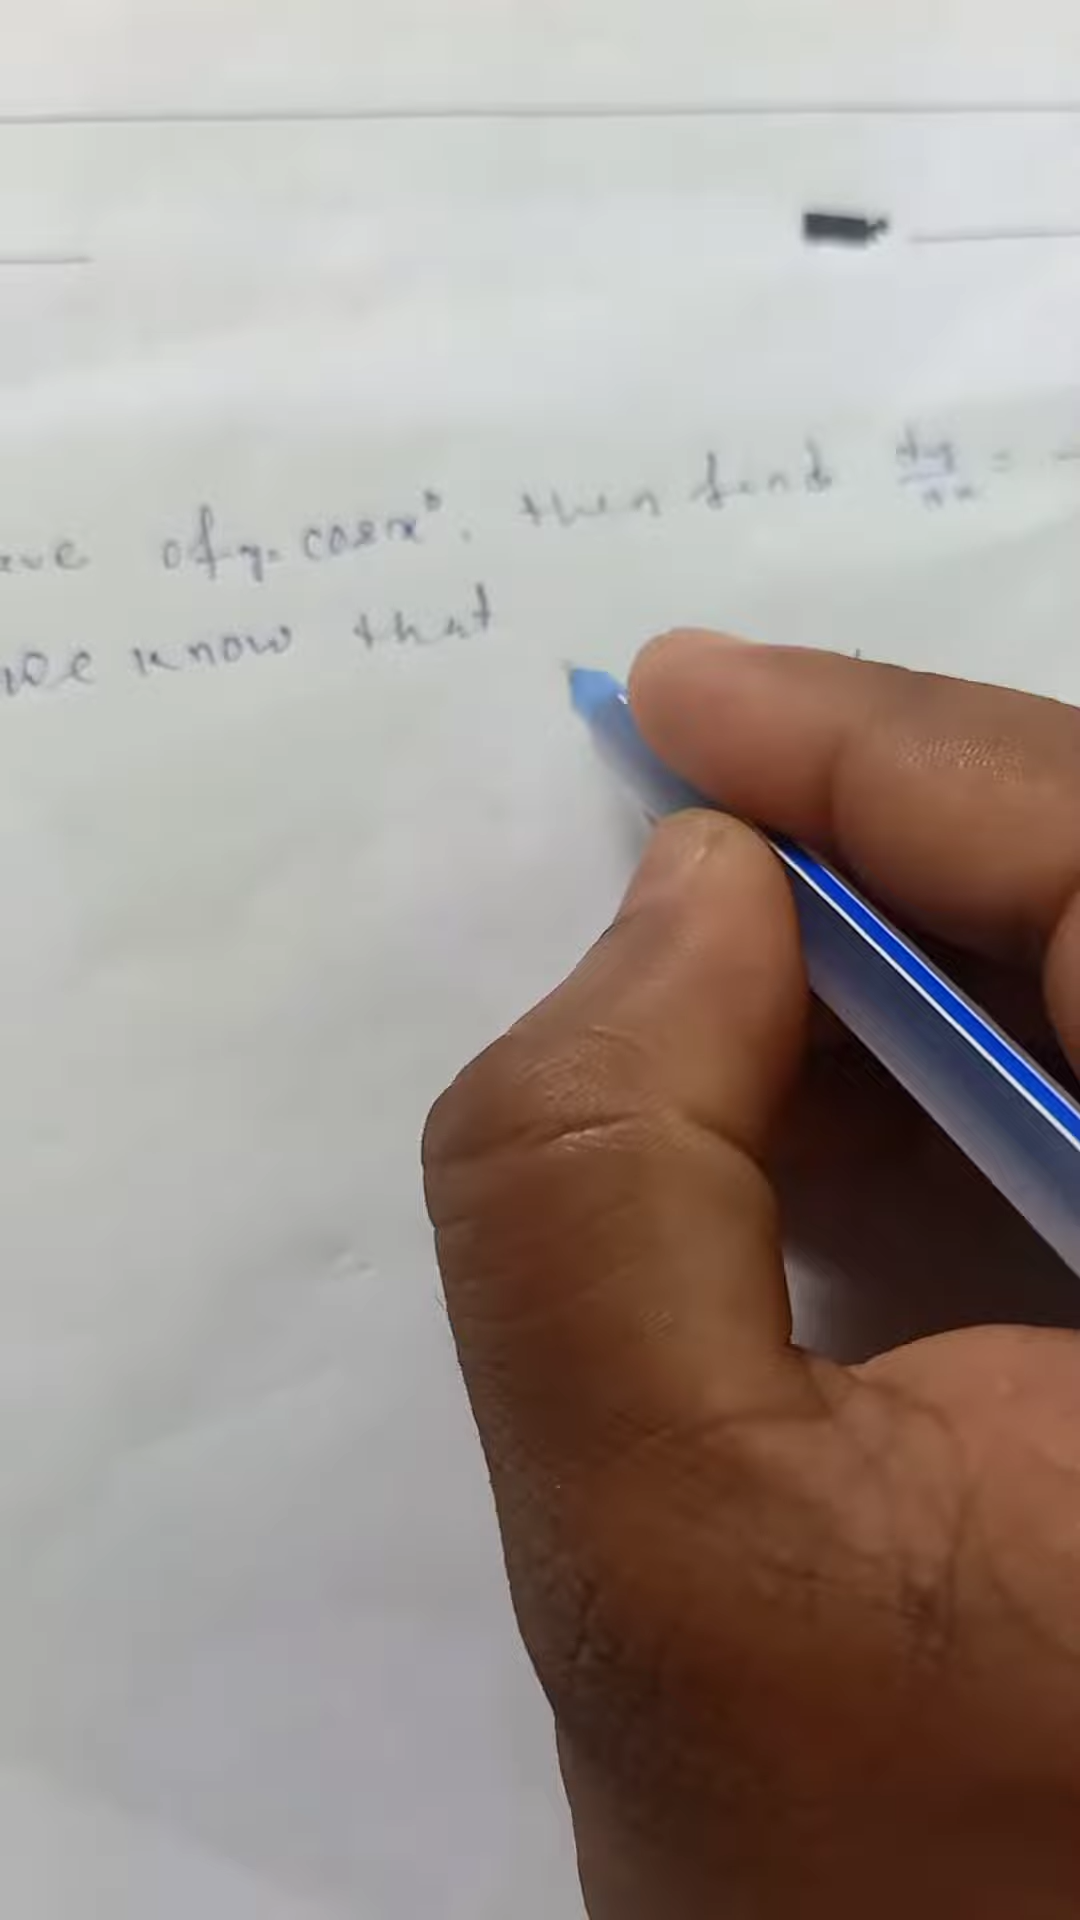 of y= cosx°. then find dy/dx =
we know that